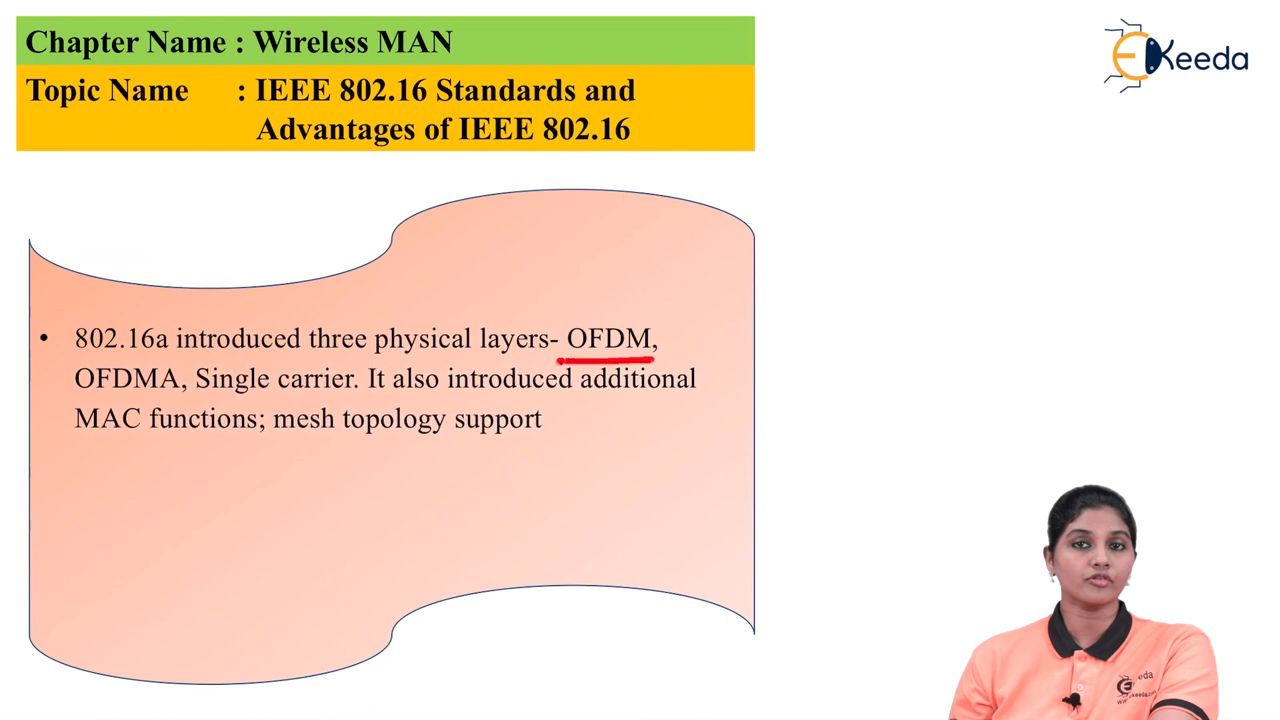 Chapter Name : Wireless MAN
Topic Name : IEEE 802.16 Standards and
Advantages of IEEE 802.16
EKeeda
• 802.16a introduced three physical layers- OFDM,
OFDMA, Single carrier. It also introduced additional
MAC functions; mesh topology support